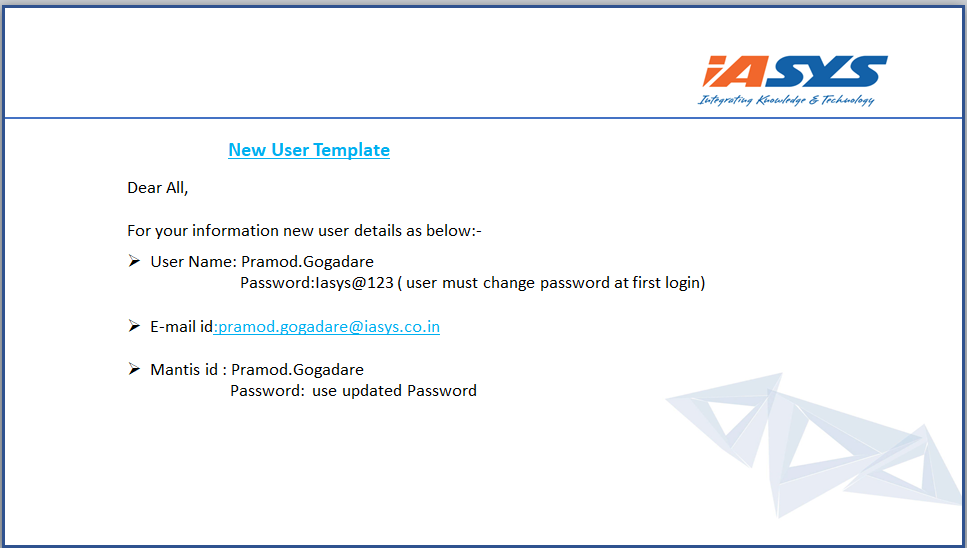 iASYS
Integrating Knowledge & Technology
New User Template
Dear All,
For your information new user details as below:-
➢ User Name: Pramod.Gogadare
Password:Iasys@123 ( user must change password at first login)
➢ E-mail id:pramod.gogadare@iasys.co.in
➢ Mantis id : Pramod.Gogadare
Password:  use updated Password